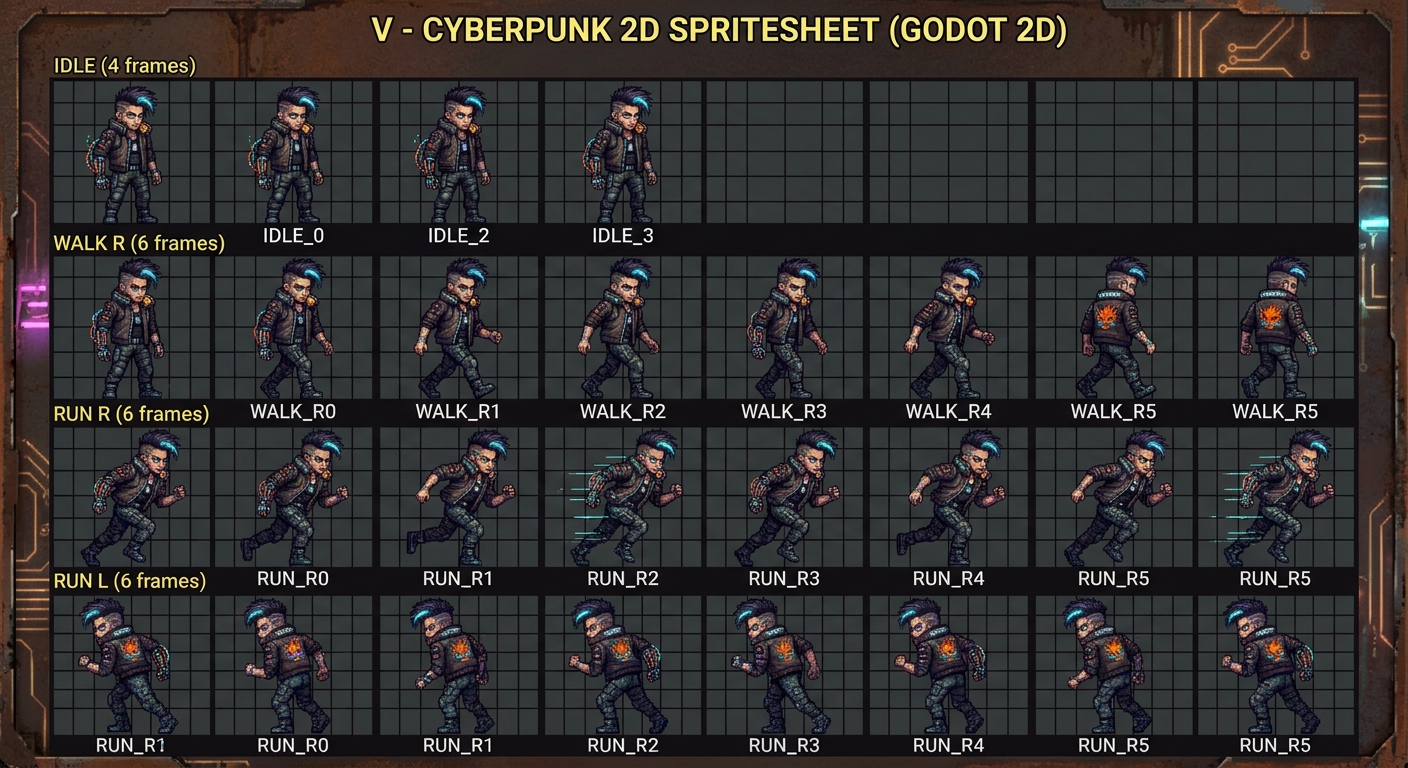 V - CYBERPUNK 2D SPRITESHEET (GODOT 2D)
IDLE (4 frames)
IDLE_0 IDLE_2 IDLE_3
WALK R (6 frames)
WALK_R0 WALK_R1 WALK_R2 WALK_R3 WALK_R4 WALK_R5 WALK_R5
RUN R (6 frames)
RUN_R0 RUN_R1 RUN_R2 RUN_R3 RUN_R4 RUN_R5 RUN_R5
RUN L (6 frames)
RUN_R1 RUN_R0 RUN_R1 RUN_R2 RUN_R3 RUN_R4 RUN_R5 RUN_R5